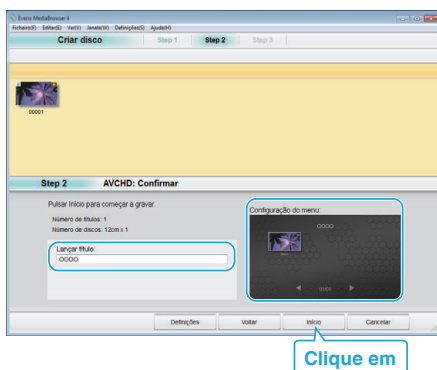 Everio MediaBrowser 4
Ficheiro(F) Editar(E) Ver(V) Janela(W) Definições(S) Ajuda(H)
Criar disco Step 1 Step 2 Step 3
00001
Step 2 AVCHD: Confirmar
Pulsar Início para começar a gravar.
Número de títulos: 1
Número de discos: 12cm x 1
Lançar título:
OOOO
Configuração do menu:
OOOO
01/01
Definições Voltar Início Cancelar
Clique em